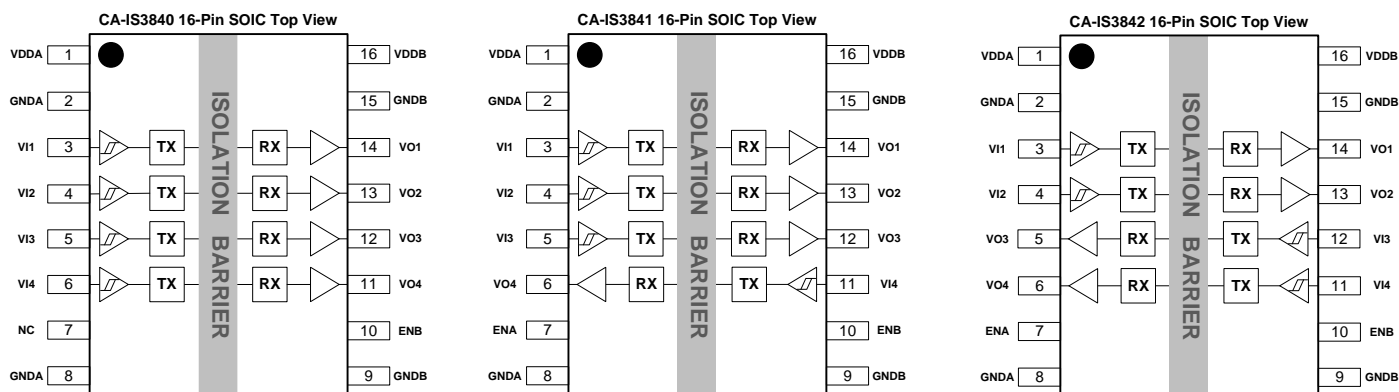 CA-IS3840 16-Pin SOIC Top View
VDDA 1 16 VDDB
GNDA 2 15 GNDB
VI1 3 TX RX 14 VO1
VI2 4 TX RX 13 VO2
VI3 5 TX RX 12 VO3
VI4 6 TX RX 11 VO4
NC 7 10 ENB
GNDA 8 9 GNDB
ISOLATION BARRIER
CA-IS3841 16-Pin SOIC Top View
VDDA 1 16 VDDB
GNDA 2 15 GNDB
VI1 3 TX RX 14 VO1
VI2 4 TX RX 13 VO2
VI3 5 TX RX 12 VO3
VO4 6 RX TX 11 VI4
ENA 7 10 ENB
GNDA 8 9 GNDB
ISOLATION BARRIER
CA-IS3842 16-Pin SOIC Top View
VDDA 1 16 VDDB
GNDA 2 15 GNDB
VI1 3 TX RX 14 VO1
VI2 4 TX RX 13 VO2
VO3 5 RX TX 12 VI3
VO4 6 RX TX 11 VI4
ENA 7 10 ENB
GNDA 8 9 GNDB
ISOLATION BARRIER